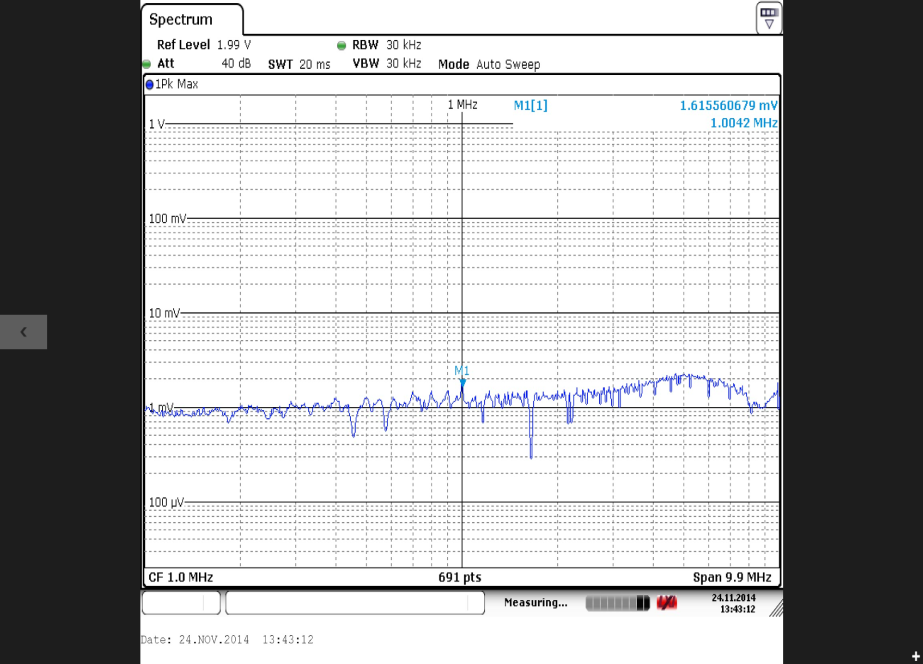 Spectrum
Ref Level 1.99 V RBW 30 kHz
Att 40 dB SWT 20 ms VBW 30 kHz Mode Auto Sweep
1Pk Max
1 MHz M1[1] 1.615560679 mV
1 V 1.0042 MHz
100 mV
10 mV
M1
1 mV
100 µV
CF 1.0 MHz 691 pts Span 9.9 MHz
Measuring... 24.11.2014
13:43:12
Date: 24.NOV.2014 13:43:12